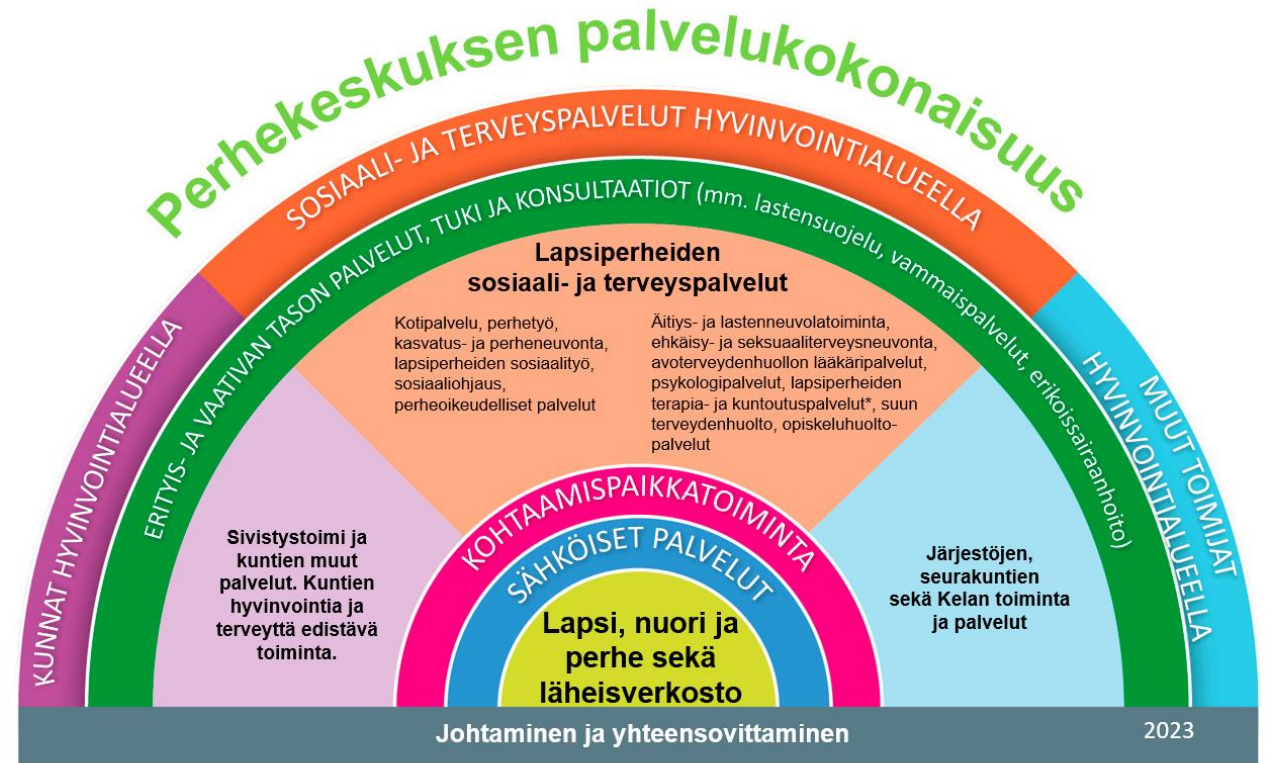 Perhekeskuksen palvelukokonaisuus
SOSIAALI- JA TERVEYSPALVELUT HYVINVOINTIALUEELLA
KUNNAT HYVINVOINTIALUEELLA
MUUT TOIMIJAT
HYVINVOINTIALUEELLA
ERITYIS- JA VAATIVAN TASON PALVELUT, TUKI JA KONSULTAATIOT (mm. lastensuojelu, vammaispalvelut, erikoissairaanhoito)
Lapsiperheiden
sosiaali- ja terveyspalvelut
Kotipalvelu, perhetyö,
kasvatus- ja perheneuvonta,
lapsiperheiden sosiaalityö,
sosiaaliohjaus,
perheoikeudelliset palvelut
Äitiys- ja lastenneuvolatoiminta,
ehkäisy- ja seksuaaliterveysneuvonta,
avoterveydenhuollon lääkäripalvelut,
psykologipalvelut, lapsiperheiden
terapia- ja kuntoutuspalvelut*, suun
terveydenhuolto, opiskeluhuolto-
palvelut
Sivistystoimi ja
kuntien muut
palvelut. Kuntien
hyvinvointia ja
terveyttä edistävä
toiminta.
Järjestöjen,
seurakuntien
sekä Kelan toiminta
ja palvelut
KOHTAAMISPAIKKATOIMINTA
SÄHKÖISET PALVELUT
Lapsi, nuori ja
perhe sekä
läheisverkosto
Johtaminen ja yhteensovittaminen
2023